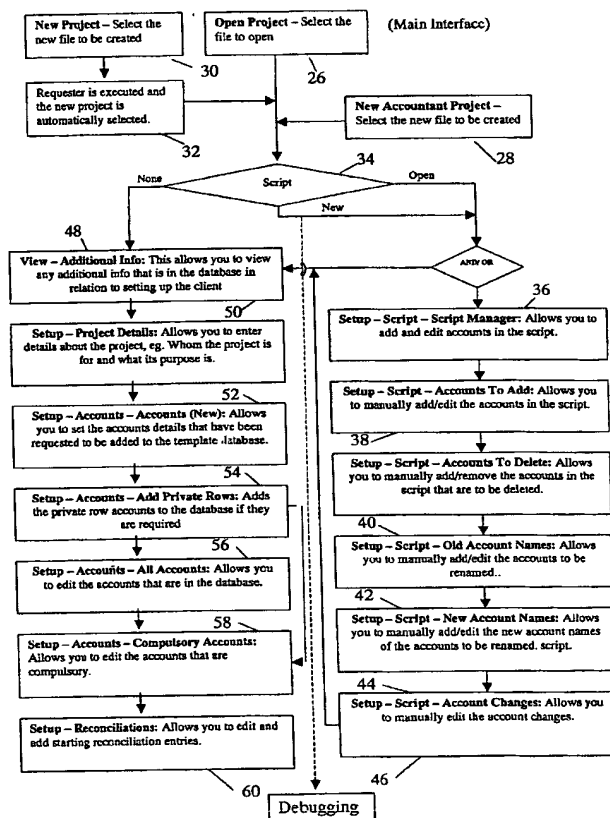 New Project – Select the
new file to be created
30
Open Project – Select the
file to open
26
(Main Interface)
Requester is executed and
the new project is
automatically selected.
32
New Accountant Project –
Select the new file to be created
28
34
Script
None
Open
New
AND/ OR
48
View – Additional Info: This allows you to view
any additional info that is in the database in
relation to setting up the client
50
Setup – Project Details: Allows you to enter
details about the project, eg. Whom the project is
for and what its purpose is.
52
Setup – Accounts – Accounts (New): Allows
you to set the accounts details that have been
requested to be added to the template database.
54
Setup – Accounts – Add Private Rows: Adds
the private row accounts to the database if they
are required
56
Setup – Accounts – All Accounts: Allows you
to edit the accounts that are in the database.
58
Setup – Accounts – Compulsory Accounts:
Allows you to edit the accounts that are
compulsory.
Setup – Reconciliations: Allows you to edit and
add starting reconciliation entries.
60
36
Setup – Script – Script Manager: Allows you to
add and edit accounts in the script.
Setup – Script – Accounts To Add: Allows you
to manually add/edit the accounts in the script.
38
Setup – Script – Accounts To Delete: Allows
you to manually add/remove the accounts in the
script that are to be deleted.
40
Setup – Script – Old Account Names: Allows
you to manually add/edit the accounts to be
renamed..
42
Setup – Script – New Account Names: Allows
you to manually add/edit the new account names
of the accounts to be renamed. script.
44
Setup – Script – Account Changes: Allows you
to manually edit the account changes.
46
Debugging